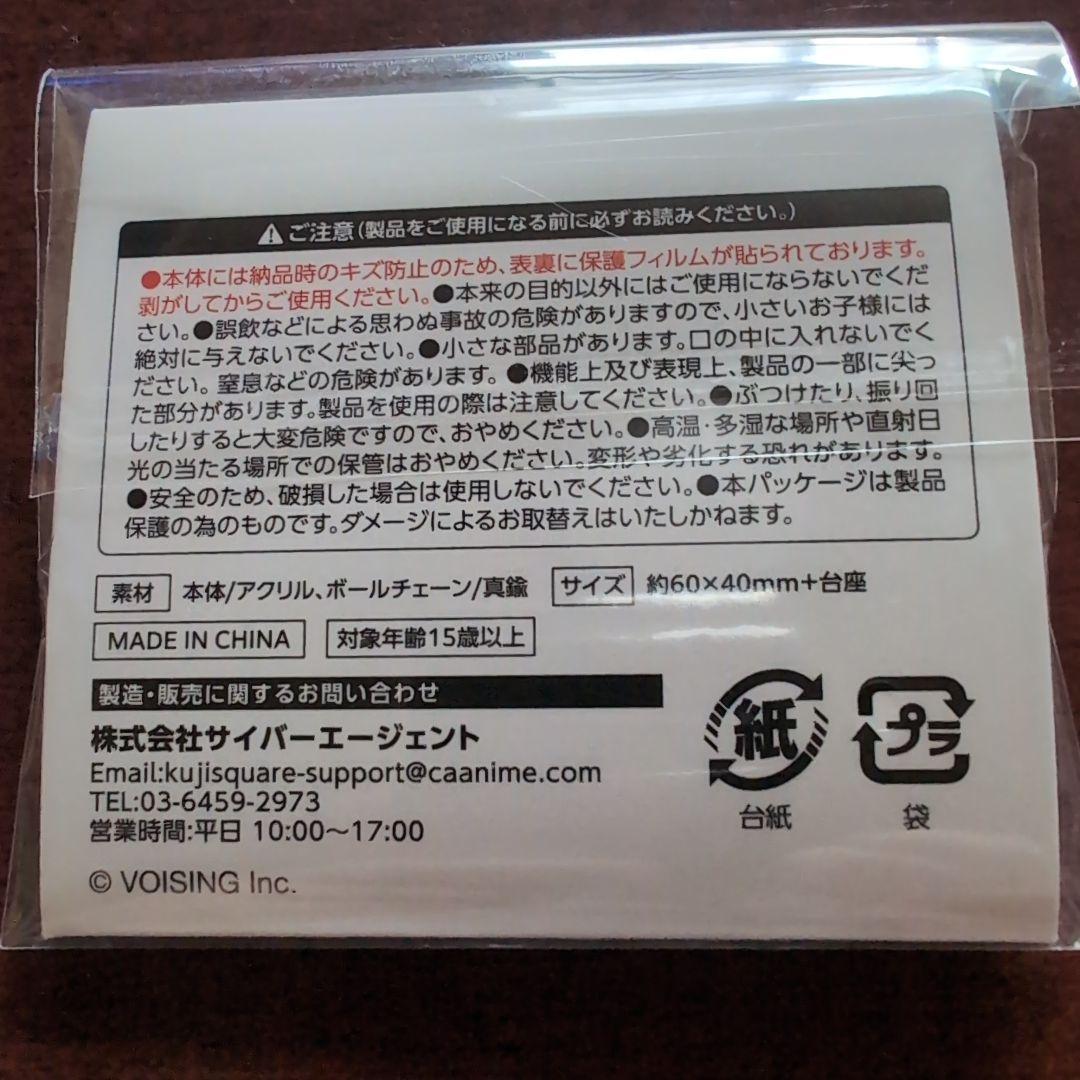 ご注意(製品をご使用になる前に必ずお読みください。)
●本体には納品時のキズ防止のため、表裏に保護フィルムが貼られております。
剥がしてからご使用ください。●本来の目的以外にはご使用にならないでくだ
さい。●誤飲などによる思わぬ事故の危険がありますので、小さいお子様には
絶対に与えないでください。●小さな部品があります。口の中に入れないでく
ださい。窒息などの危険があります。●機能上及び表現上、製品の一部に尖っ
た部分があります。製品を使用の際は注意してください。●ぶつけたり、振り回
したりすると大変危険ですので、おやめください。●高温・多湿な場所や直射日
光の当たる場所での保管はおやめください。変形や劣化する恐れがあります。
●安全のため、破損した場合は使用しないでください。●本パッケージは製品
保護の為のものです。ダメージによるお取替えはいたしかねます。
素材 本体/アクリル、ボールチェーン/真鍮 サイズ 約60×40mm+台座
MADE IN CHINA 対象年齢15歳以上
製造・販売に関するお問い合わせ
株式会社サイバーエージェント
Email:kujisquare-support@caanime.com
TEL:03-6459-2973
営業時間:平日 10:00〜17:00
© VOISING Inc.
紙 プラ
台紙 袋